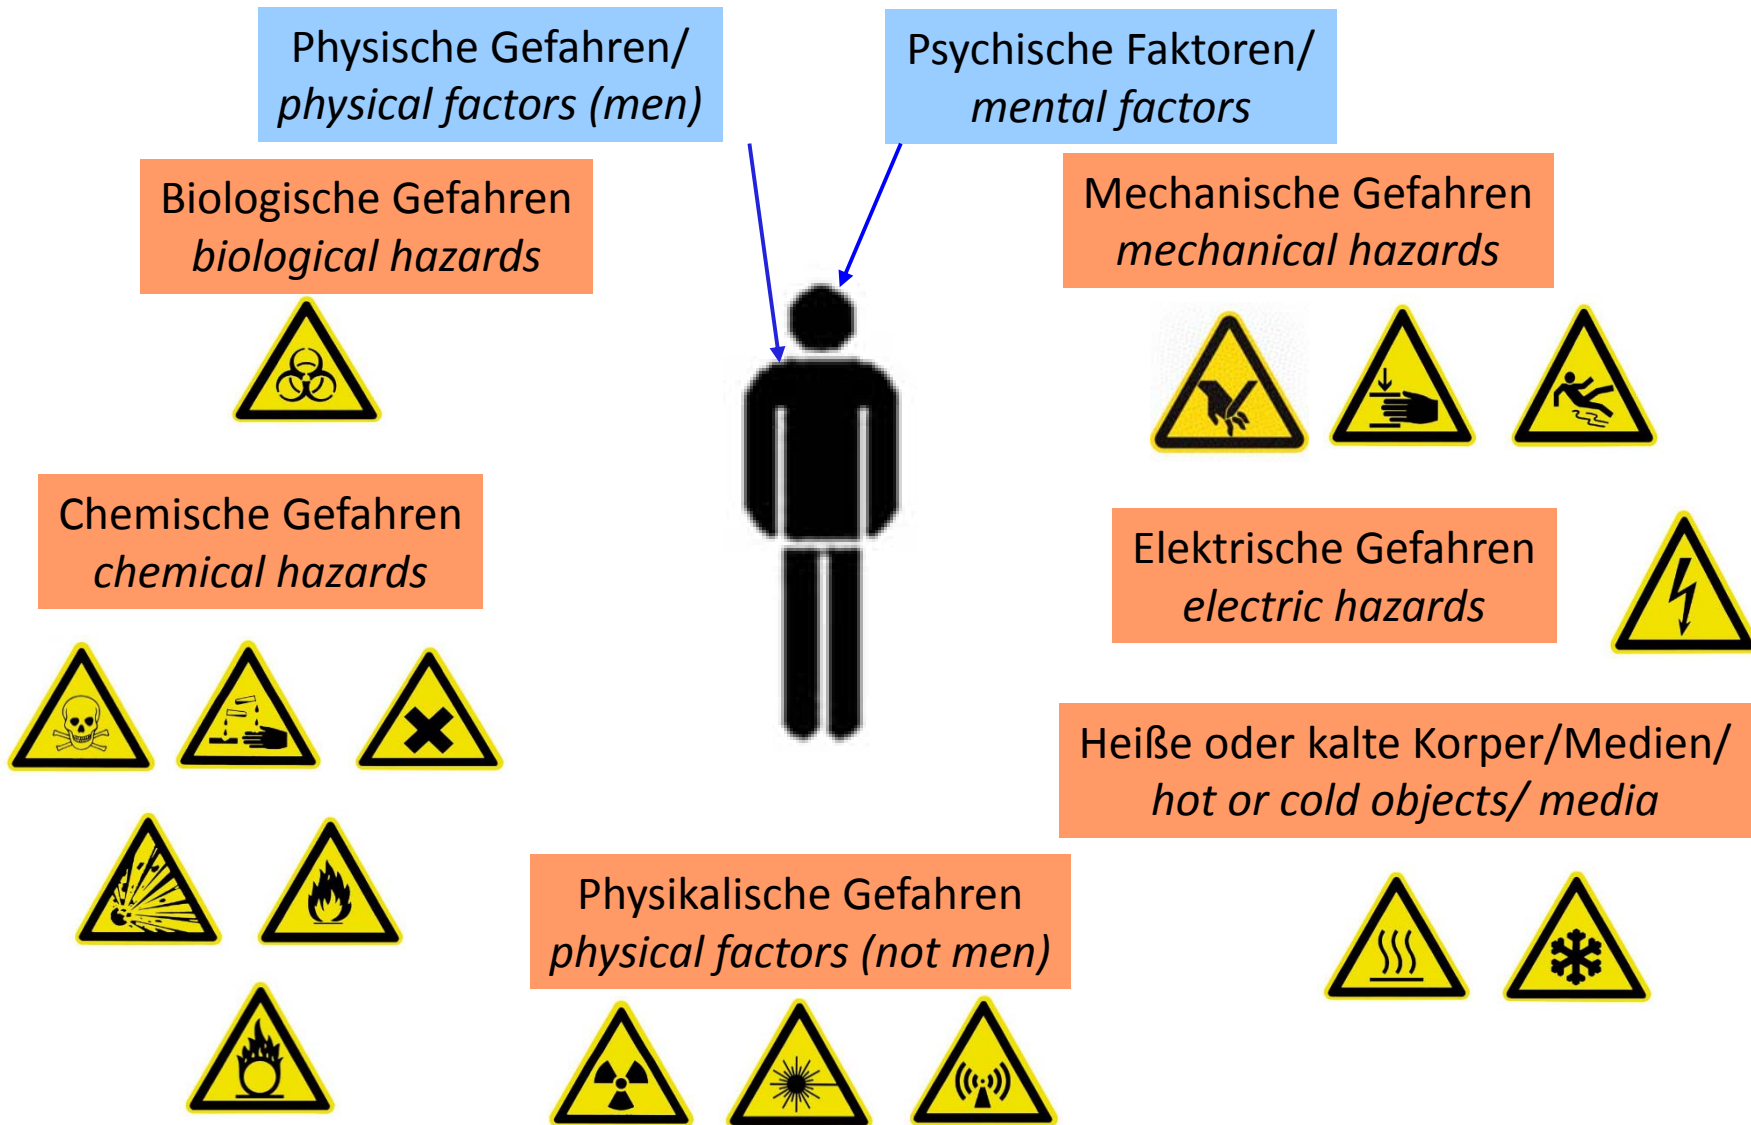 Physische Gefahren/
physical factors (men)
Psychische Faktoren/
mental factors
Biologische Gefahren
biological hazards
Mechanische Gefahren
mechanical hazards
Chemische Gefahren
chemical hazards
Elektrische Gefahren
electric hazards
Heiße oder kalte Korper/Medien/
hot or cold objects/ media
Physikalische Gefahren
physical factors (not men)